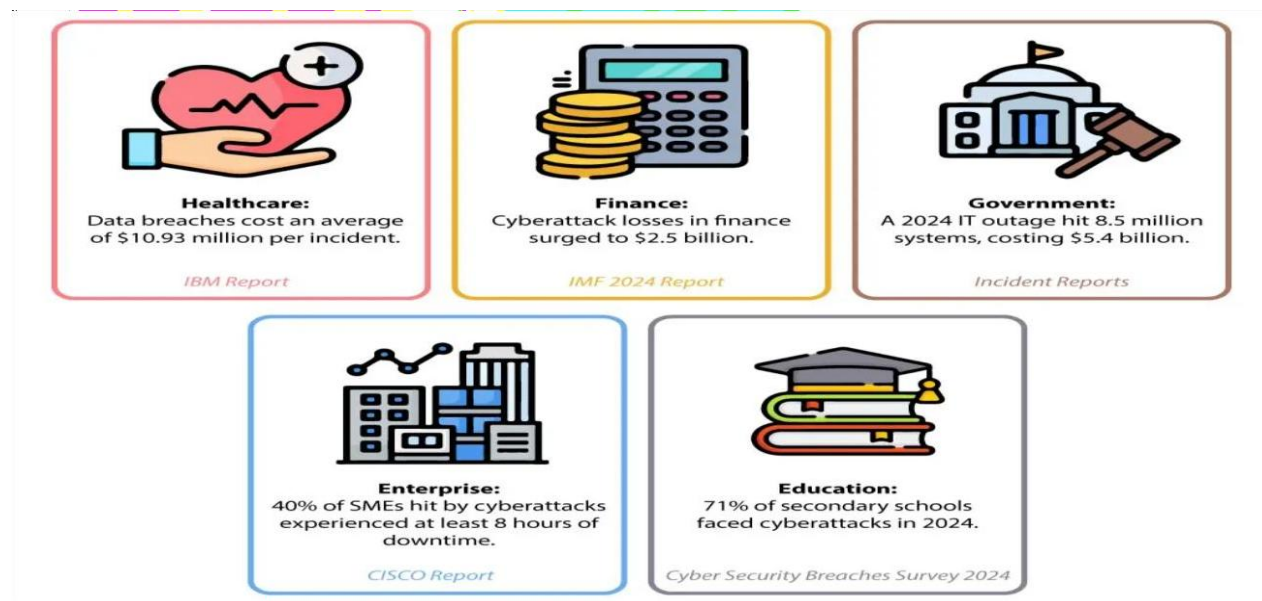 Healthcare:
Data breaches cost an average
of $10.93 million per incident.
IBM Report
Finance:
Cyberattack losses in finance
surged to $2.5 billion.
IMF 2024 Report
Government:
A 2024 IT outage hit 8.5 million
systems, costing $5.4 billion.
Incident Reports
Enterprise:
40% of SMEs hit by cyberattacks
experienced at least 8 hours of
downtime.
CISCO Report
Education:
71% of secondary schools
faced cyberattacks in 2024.
Cyber Security Breaches Survey 2024